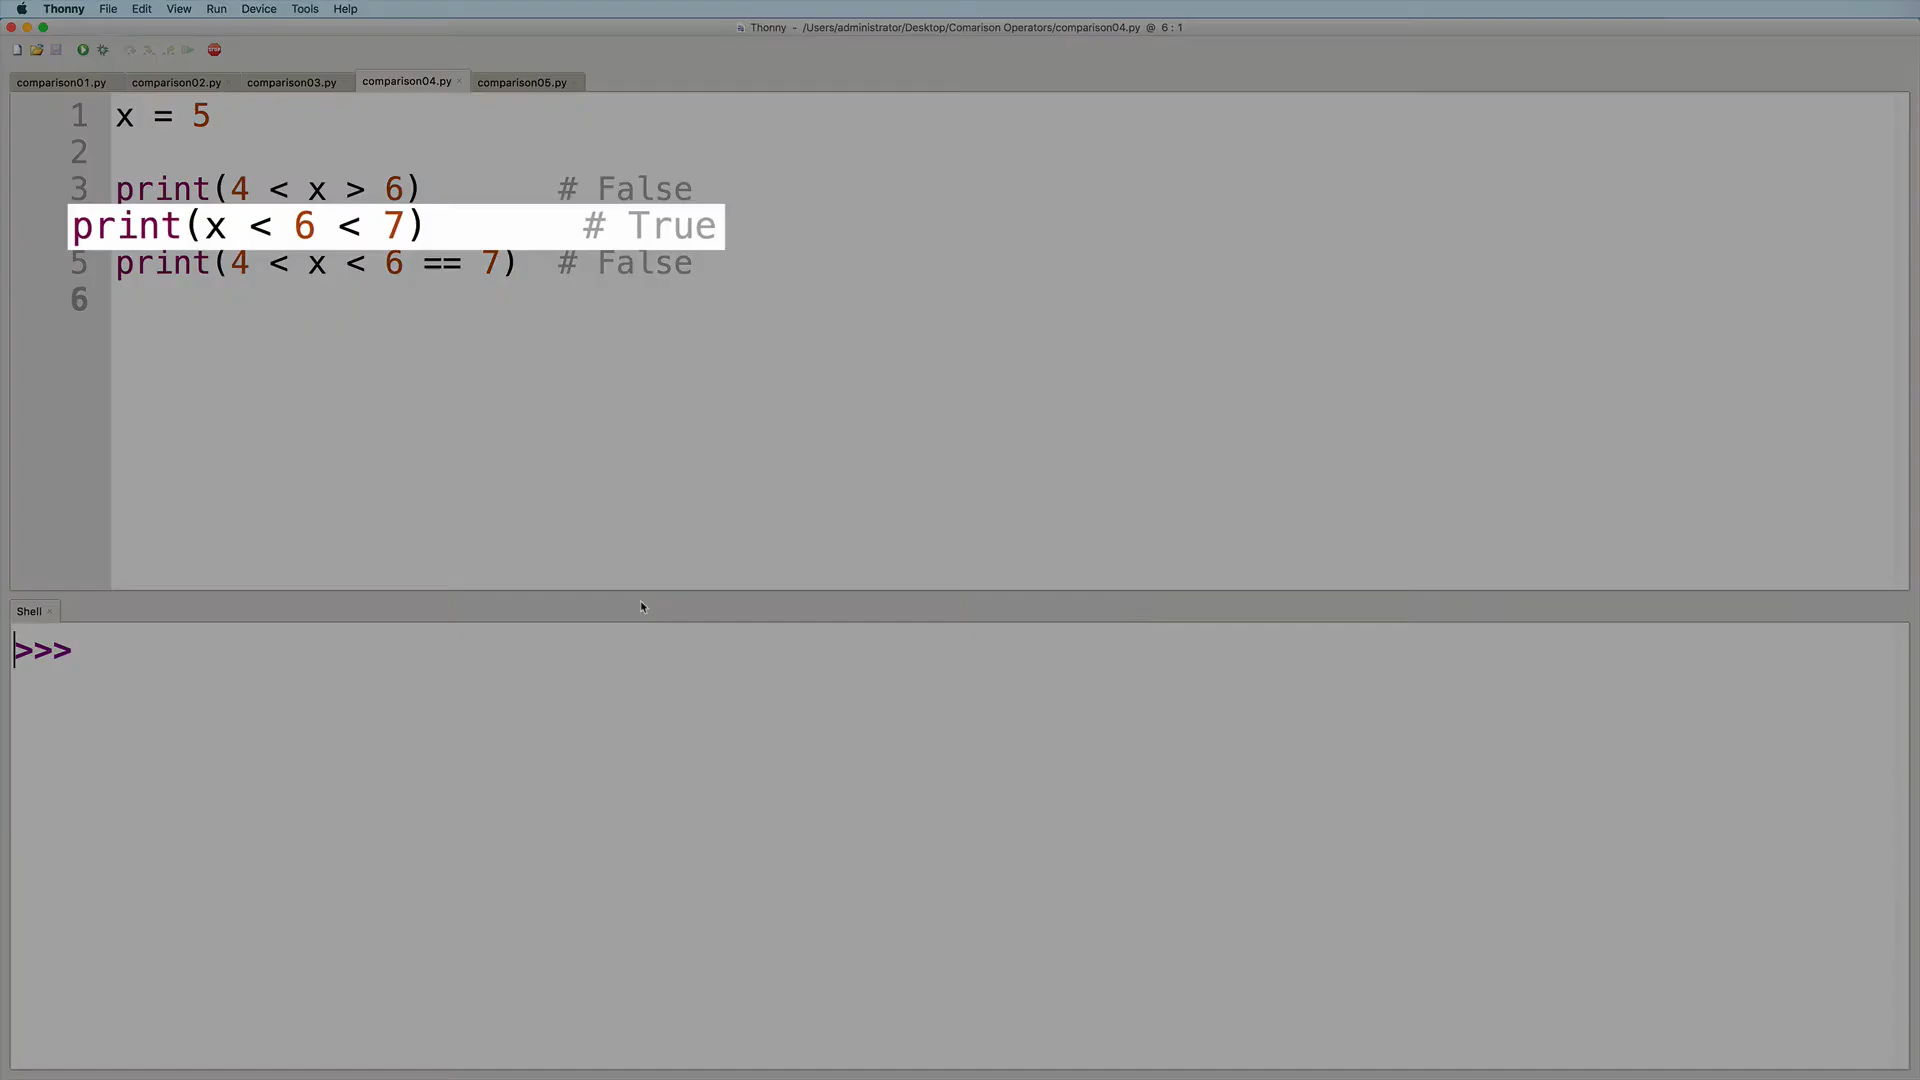 Thonny File Edit View Run Device Tools Help
Thonny - /Users/administrator/Desktop/Comarison Operators/comparison04.py @ 6 : 1
STOP
comparison01.py comparison02.py comparison03.py comparison04.py × comparison05.py
1 x = 5
2
3 print(4 < x > 6) # False
print(x < 6 < 7) # True
5 print(4 < x < 6 == 7) # False
6
Shell ×
>>>